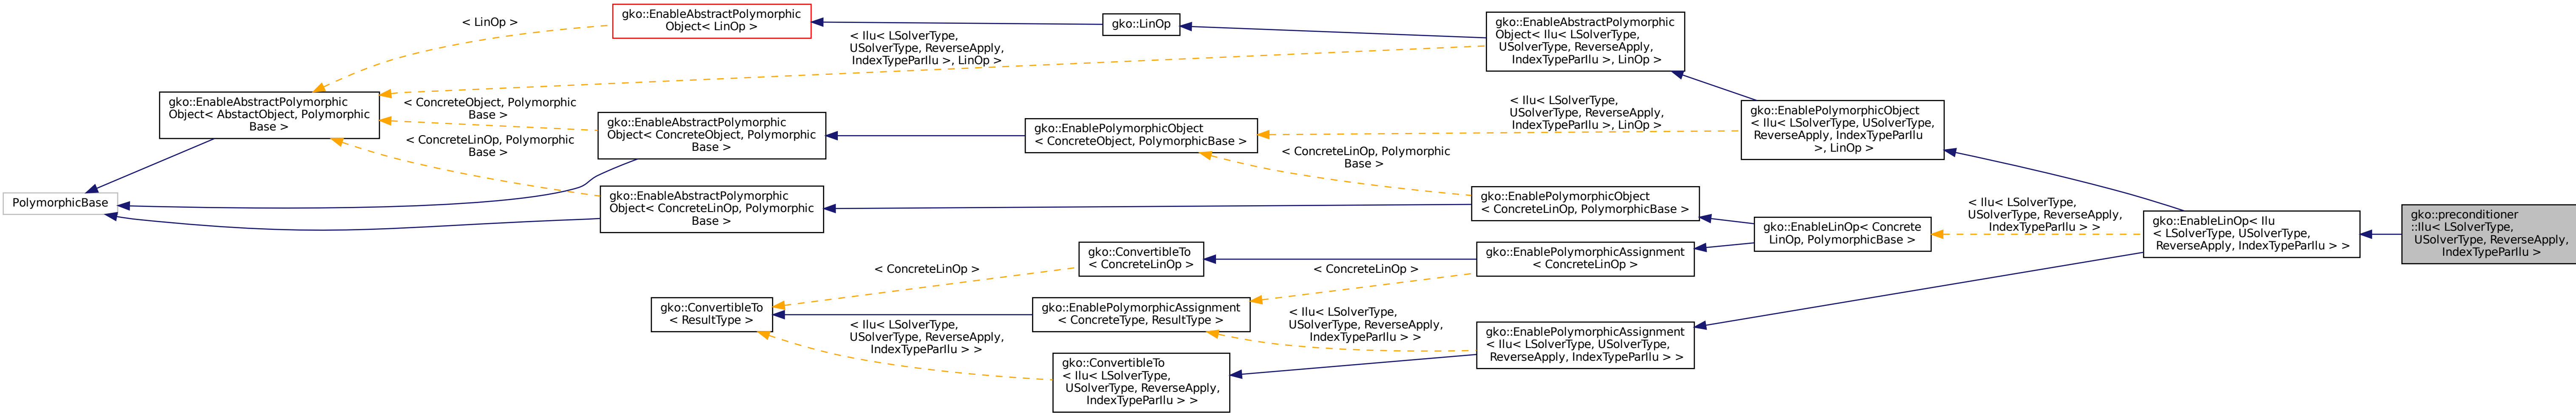 gko::EnableAbstractPolymorphic
Object< LinOp >
< LinOp >
gko::LinOp
gko::EnableAbstractPolymorphic
Object< Ilu< LSolverType,
USolverType, ReverseApply,
IndexTypeParIlu >, LinOp >
< Ilu< LSolverType,
USolverType, ReverseApply,
IndexTypeParIlu >, LinOp >
gko::EnableAbstractPolymorphic
Object< AbstactObject, Polymorphic
Base >
< ConcreteObject, Polymorphic
Base >
gko::EnableAbstractPolymorphic
Object< ConcreteObject, Polymorphic
Base >
gko::EnablePolymorphicObject
< ConcreteObject, PolymorphicBase >
< Ilu< LSolverType,
USolverType, ReverseApply,
IndexTypeParIlu >, LinOp >
gko::EnablePolymorphicObject
< Ilu< LSolverType, USolverType,
ReverseApply, IndexTypeParIlu
>, LinOp >
< ConcreteLinOp, Polymorphic
Base >
< ConcreteLinOp, Polymorphic
Base >
PolymorphicBase
gko::EnableAbstractPolymorphic
Object< ConcreteLinOp, Polymorphic
Base >
gko::EnablePolymorphicObject
< ConcreteLinOp, PolymorphicBase >
gko::EnableLinOp< Concrete
LinOp, PolymorphicBase >
< Ilu< LSolverType,
USolverType, ReverseApply,
IndexTypeParIlu > >
gko::EnableLinOp< Ilu
< LSolverType, USolverType,
ReverseApply, IndexTypeParIlu > >
gko::preconditioner
::Ilu< LSolverType,
USolverType, ReverseApply,
IndexTypeParIlu >
gko::ConvertibleTo
< ConcreteLinOp >
< ConcreteLinOp >
< ConcreteLinOp >
gko::EnablePolymorphicAssignment
< ConcreteLinOp >
gko::ConvertibleTo
< ResultType >
gko::EnablePolymorphicAssignment
< ConcreteType, ResultType >
< Ilu< LSolverType,
USolverType, ReverseApply,
IndexTypeParIlu > >
< Ilu< LSolverType,
USolverType, ReverseApply,
IndexTypeParIlu > >
gko::EnablePolymorphicAssignment
< Ilu< LSolverType, USolverType,
ReverseApply, IndexTypeParIlu > >
gko::ConvertibleTo
< Ilu< LSolverType,
USolverType, ReverseApply,
IndexTypeParIlu > >